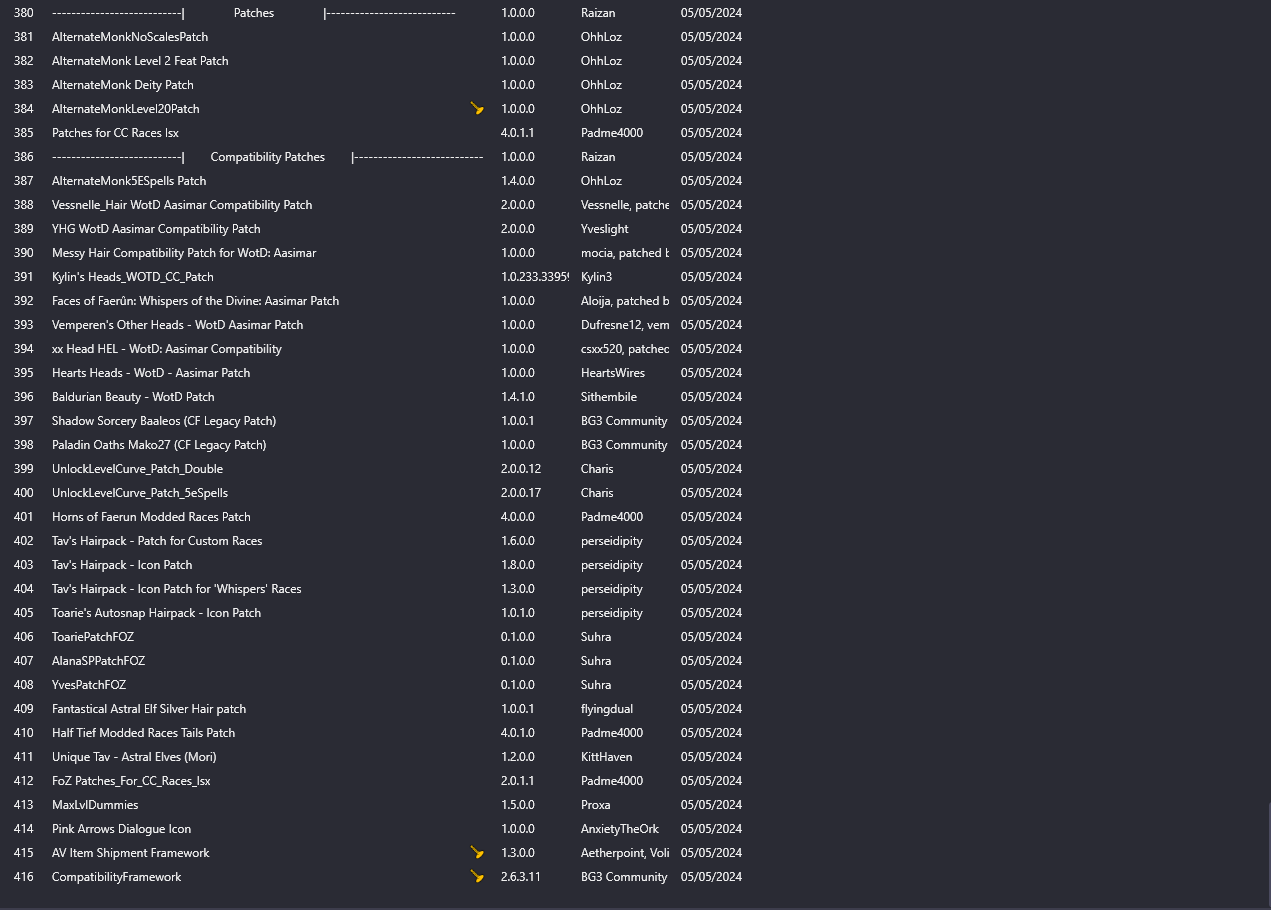 380 ---------------------------| Patches |--------------------------- 1.0.0.0 Raizan 05/05/2024
381 AlternateMonkNoScalesPatch 1.0.0.0 OhhLoz 05/05/2024
382 AlternateMonk Level 2 Feat Patch 1.0.0.0 OhhLoz 05/05/2024
383 AlternateMonk Deity Patch 1.0.0.0 OhhLoz 05/05/2024
384 AlternateMonkLevel20Patch 1.0.0.0 OhhLoz 05/05/2024
385 Patches for CC Races lsx 4.0.1.1 Padme4000 05/05/2024
386 ---------------------------| Compatibility Patches |--------------------------- 1.0.0.0 Raizan 05/05/2024
387 AlternateMonk5ESpells Patch 1.4.0.0 OhhLoz 05/05/2024
388 Vessnelle_Hair WotD Aasimar Compatibility Patch 2.0.0.0 Vessnelle, patche 05/05/2024
389 YHG WotD Aasimar Compatibility Patch 2.0.0.0 Yveslight 05/05/2024
390 Messy Hair Compatibility Patch for WotD: Aasimar 1.0.0.0 mocia, patched b 05/05/2024
391 Kylin's Heads_WOTD_CC_Patch 1.0.233.33959 Kylin3 05/05/2024
392 Faces of Faerûn: Whispers of the Divine: Aasimar Patch 1.0.0.0 Aloija, patched b 05/05/2024
393 Vemperen's Other Heads - WotD Aasimar Patch 1.0.0.0 Dufresne12, vem 05/05/2024
394 xx Head HEL - WotD: Aasimar Compatibility 1.0.0.0 csxx520, patched 05/05/2024
395 Hearts Heads - WotD - Aasimar Patch 1.0.0.0 HeartsWires 05/05/2024
396 Baldurian Beauty - WotD Patch 1.4.1.0 Sithembile 05/05/2024
397 Shadow Sorcery Baaleos (CF Legacy Patch) 1.0.0.1 BG3 Community 05/05/2024
398 Paladin Oaths Mako27 (CF Legacy Patch) 1.0.0.0 BG3 Community 05/05/2024
399 UnlockLevelCurve_Patch_Double 2.0.0.12 Charis 05/05/2024
400 UnlockLevelCurve_Patch_5eSpells 2.0.0.17 Charis 05/05/2024
401 Horns of Faerun Modded Races Patch 4.0.0.0 Padme4000 05/05/2024
402 Tav's Hairpack - Patch for Custom Races 1.6.0.0 perseidipity 05/05/2024
403 Tav's Hairpack - Icon Patch 1.8.0.0 perseidipity 05/05/2024
404 Tav's Hairpack - Icon Patch for 'Whispers' Races 1.3.0.0 perseidipity 05/05/2024
405 Toarie's Autosnap Hairpack - Icon Patch 1.0.1.0 perseidipity 05/05/2024
406 ToariePatchFOZ 0.1.0.0 Suhra 05/05/2024
407 AlanaSPPatchFOZ 0.1.0.0 Suhra 05/05/2024
408 YvesPatchFOZ 0.1.0.0 Suhra 05/05/2024
409 Fantastical Astral Elf Silver Hair patch 1.0.0.1 flyingdual 05/05/2024
410 Half Tief Modded Races Tails Patch 4.0.1.0 Padme4000 05/05/2024
411 Unique Tav - Astral Elves (Mori) 1.2.0.0 KittHaven 05/05/2024
412 FoZ Patches_For_CC_Races_lsx 2.0.1.1 Padme4000 05/05/2024
413 MaxLvlDummies 1.5.0.0 Proxa 05/05/2024
414 Pink Arrows Dialogue Icon 1.0.0.0 AnxietyTheOrk 05/05/2024
415 AV Item Shipment Framework 1.3.0.0 Aetherpoint, Voli 05/05/2024
416 CompatibilityFramework 2.6.3.11 BG3 Community 05/05/2024